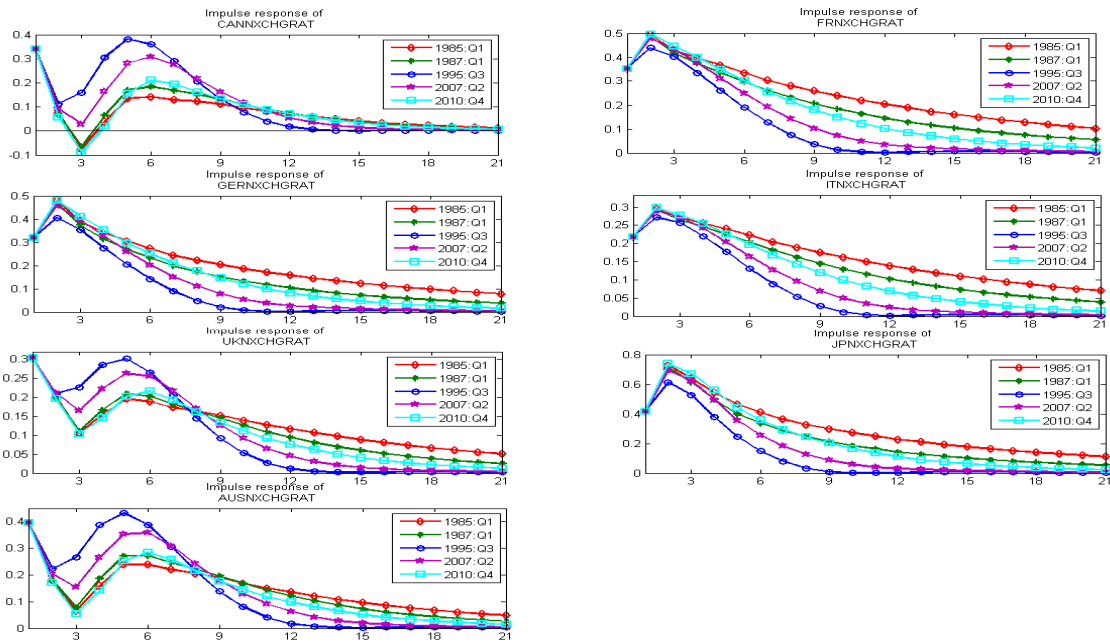 Impulse response of
CANNXCHGRAT
0.4
0.3
0.2
0.1
0
-0.1
3
6
9
12
15
18
21
1985:Q1
1987:Q1
1995:Q3
2007:Q2
2010:Q4
Impulse response of
FRNXCHGRAT
0.5
0.4
0.3
0.2
0.1
0
3
6
9
12
15
18
21
1985:Q1
1987:Q1
1995:Q3
2007:Q2
2010:Q4
Impulse response of
GERNXCHGRAT
0.5
0.4
0.3
0.2
0.1
0
3
6
9
12
15
18
21
1985:Q1
1987:Q1
1995:Q3
2007:Q2
2010:Q4
Impulse response of
ITNXCHGRAT
0.3
0.25
0.2
0.15
0.1
0.05
0
3
6
9
12
15
18
21
1985:Q1
1987:Q1
1995:Q3
2007:Q2
2010:Q4
Impulse response of
UKNXCHGRAT
0.3
0.25
0.2
0.15
0.1
0.05
0
3
6
9
12
15
18
21
1985:Q1
1987:Q1
1995:Q3
2007:Q2
2010:Q4
Impulse response of
JPNXCHGRAT
0.8
0.6
0.4
0.2
0
3
6
9
12
15
18
21
1985:Q1
1987:Q1
1995:Q3
2007:Q2
2010:Q4
Impulse response of
AUSNXCHGRAT
0.4
0.3
0.2
0.1
0
3
6
9
12
15
18
21
1985:Q1
1987:Q1
1995:Q3
2007:Q2
2010:Q4